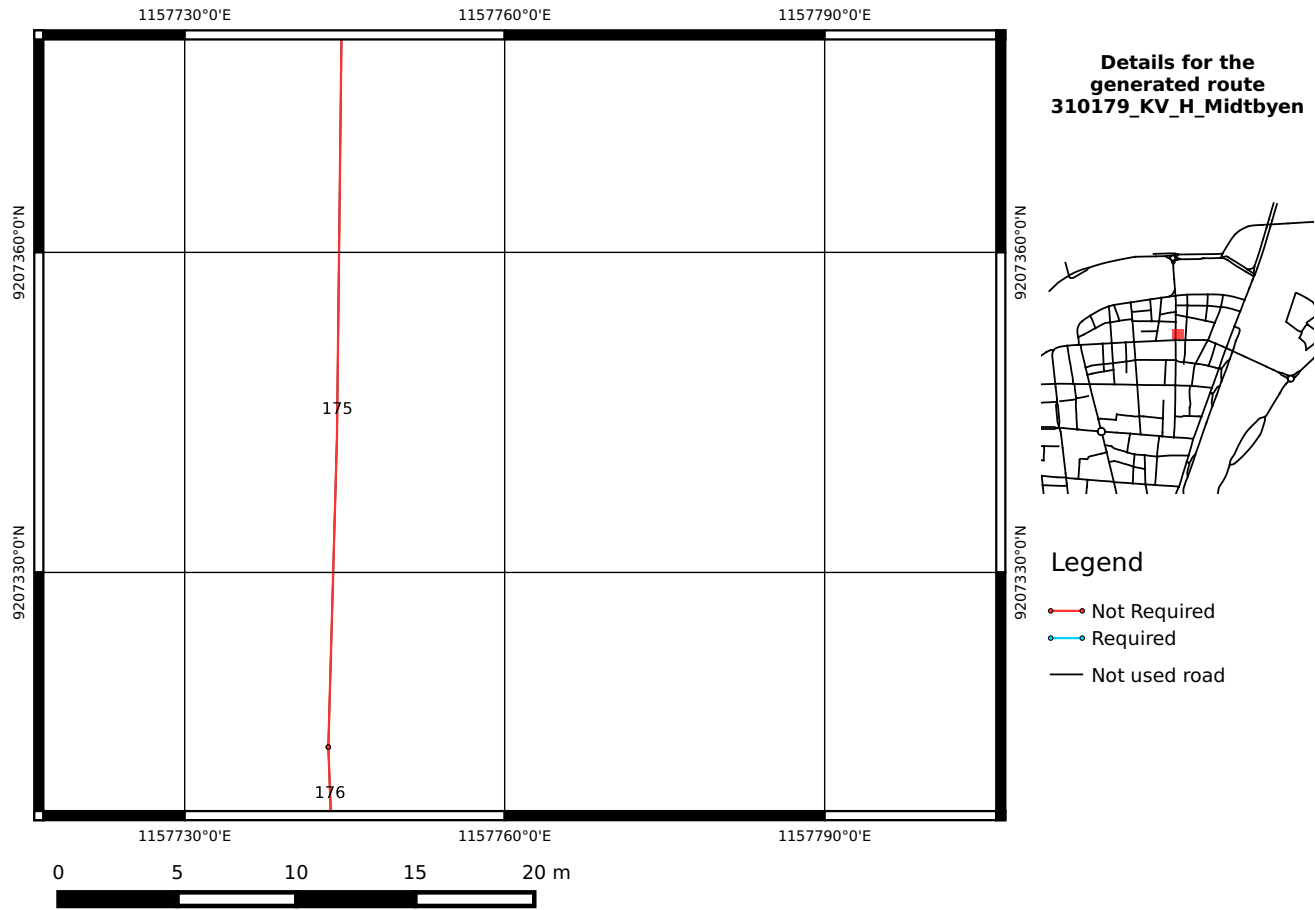 1157730°0'E 1157760°0'E 1157790°0'E
Details for the
generated route
310179_KV_H_Midtbyen
9207360°0'N
9207360°0'N
175
9207330°0'N
9207330°0'N
176
1157730°0'E 1157760°0'E 1157790°0'E
Legend
Not Required
Required
Not used road
0 5 10 15 20 m